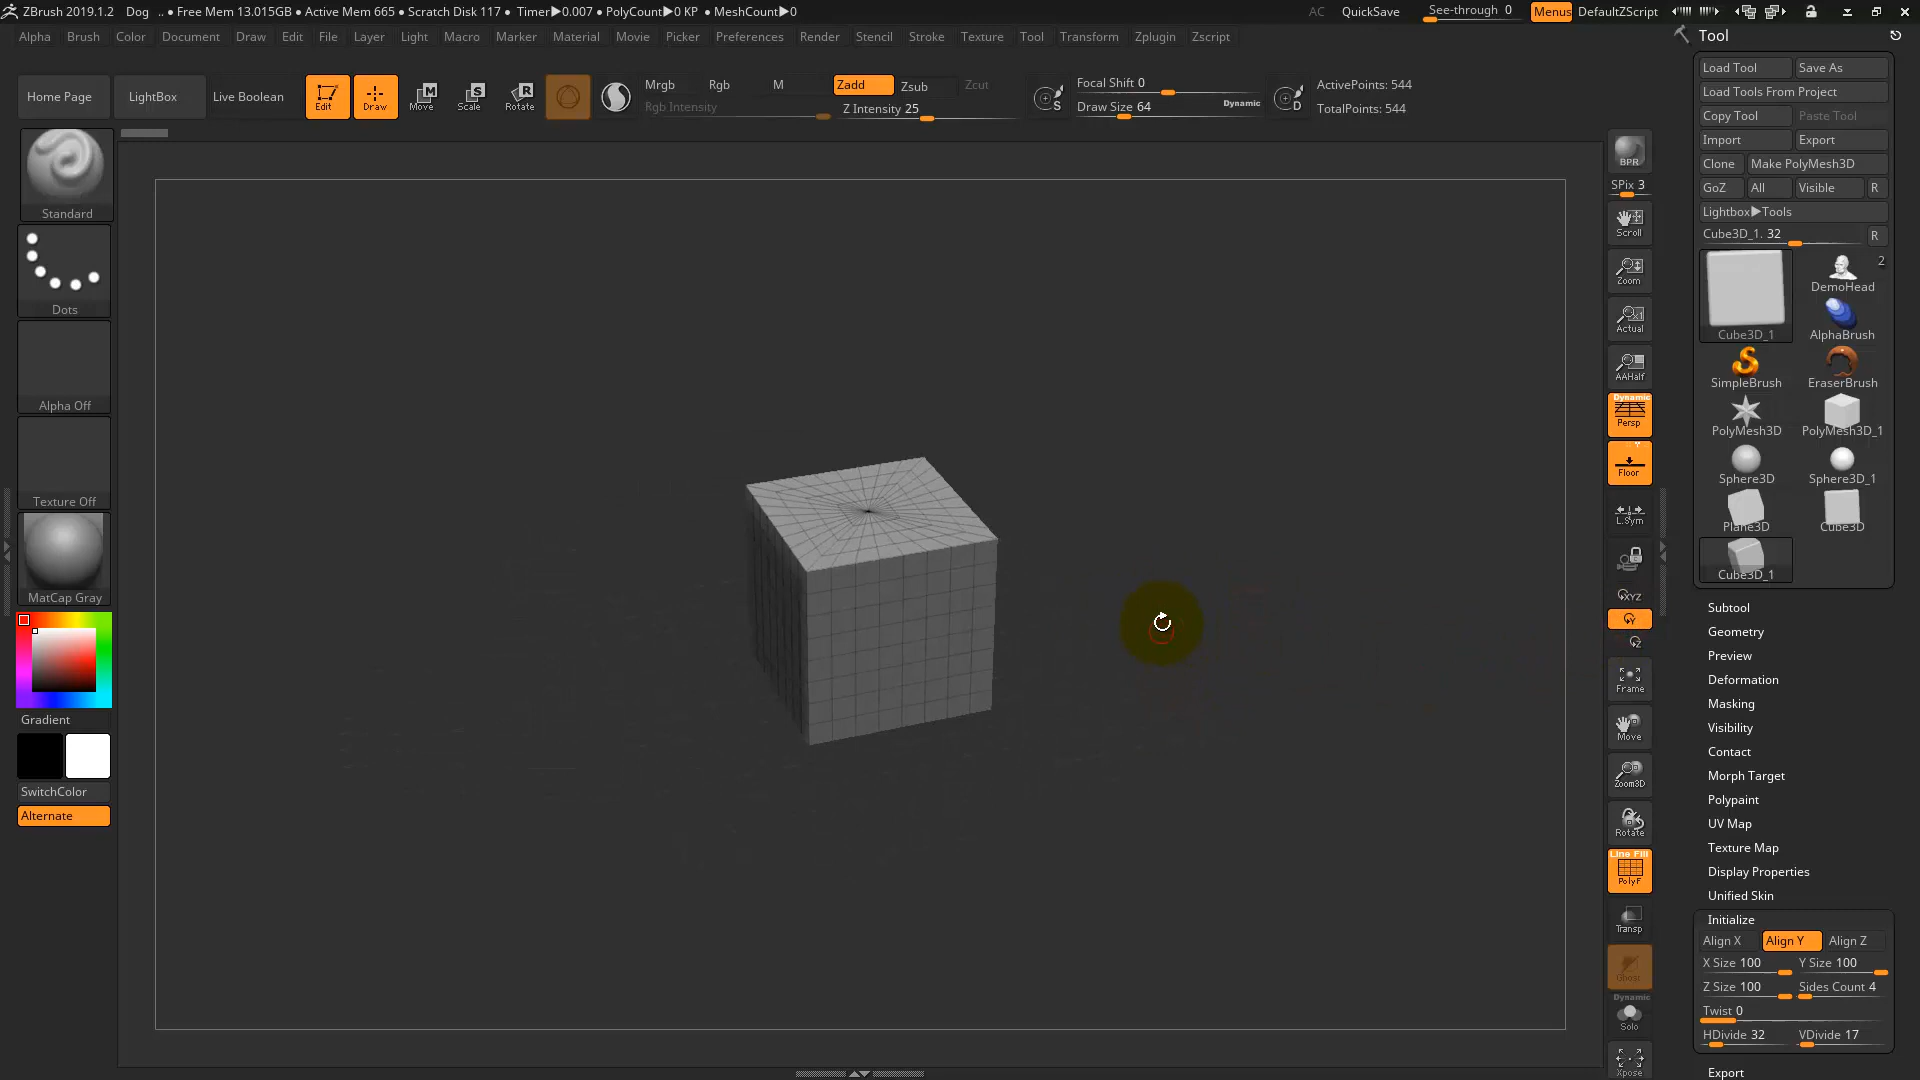 ZBrush 2019.1.2 Dog .. • Free Mem 13.015GB • Active Mem 665 • Scratch Disk 117 • Timer▶0.007 • PolyCount▶0 KP • MeshCount▶0 AC QuickSave See-through 0 Menus DefaultZScript
Alpha Brush Color Document Draw Edit File Layer Light Macro Marker Material Movie Picker Preferences Render Stencil Stroke Texture Tool Transform Zplugin Zscript
Home Page LightBox Live Boolean Edit Draw Move Scale Rotate
M S R
Mrgb Rgb M Zadd Zsub Zcut
Rgb Intensity Z Intensity 25
S Focal Shift 0
Draw Size 64 Dynamic
D ActivePoints: 544
TotalPoints: 544
Standard
Dots
Alpha Off
Texture Off
MatCap Gray
Gradient
SwitchColor
Alternate
BPR
SPix 3
Scroll
Zoom
Actual
AAHalf
Dynamic
Persp
Floor
L.Sym
XYZ
Y
Z
Frame
Move
Zoom3D
Rotate
Line Fill
PolyF
Transp
Ghost
Dynamic
Solo
Xpose
Tool
Load Tool Save As
Load Tools From Project
Copy Tool Paste Tool
Import Export
Clone Make PolyMesh3D
GoZ All Visible R
Lightbox▶Tools
Cube3D_1. 32 R
2
Cube3D_1 DemoHead
AlphaBrush
SimpleBrush EraserBrush
PolyMesh3D PolyMesh3D_1
Sphere3D Sphere3D_1
Plane3D Cube3D
Cube3D_1
Subtool
Geometry
Preview
Deformation
Masking
Visibility
Contact
Morph Target
Polypaint
UV Map
Texture Map
Display Properties
Unified Skin
Initialize
Align X Align Y Align Z
X Size 100 Y Size 100
Z Size 100 Sides Count 4
Twist 0
HDivide 32 VDivide 17
Export